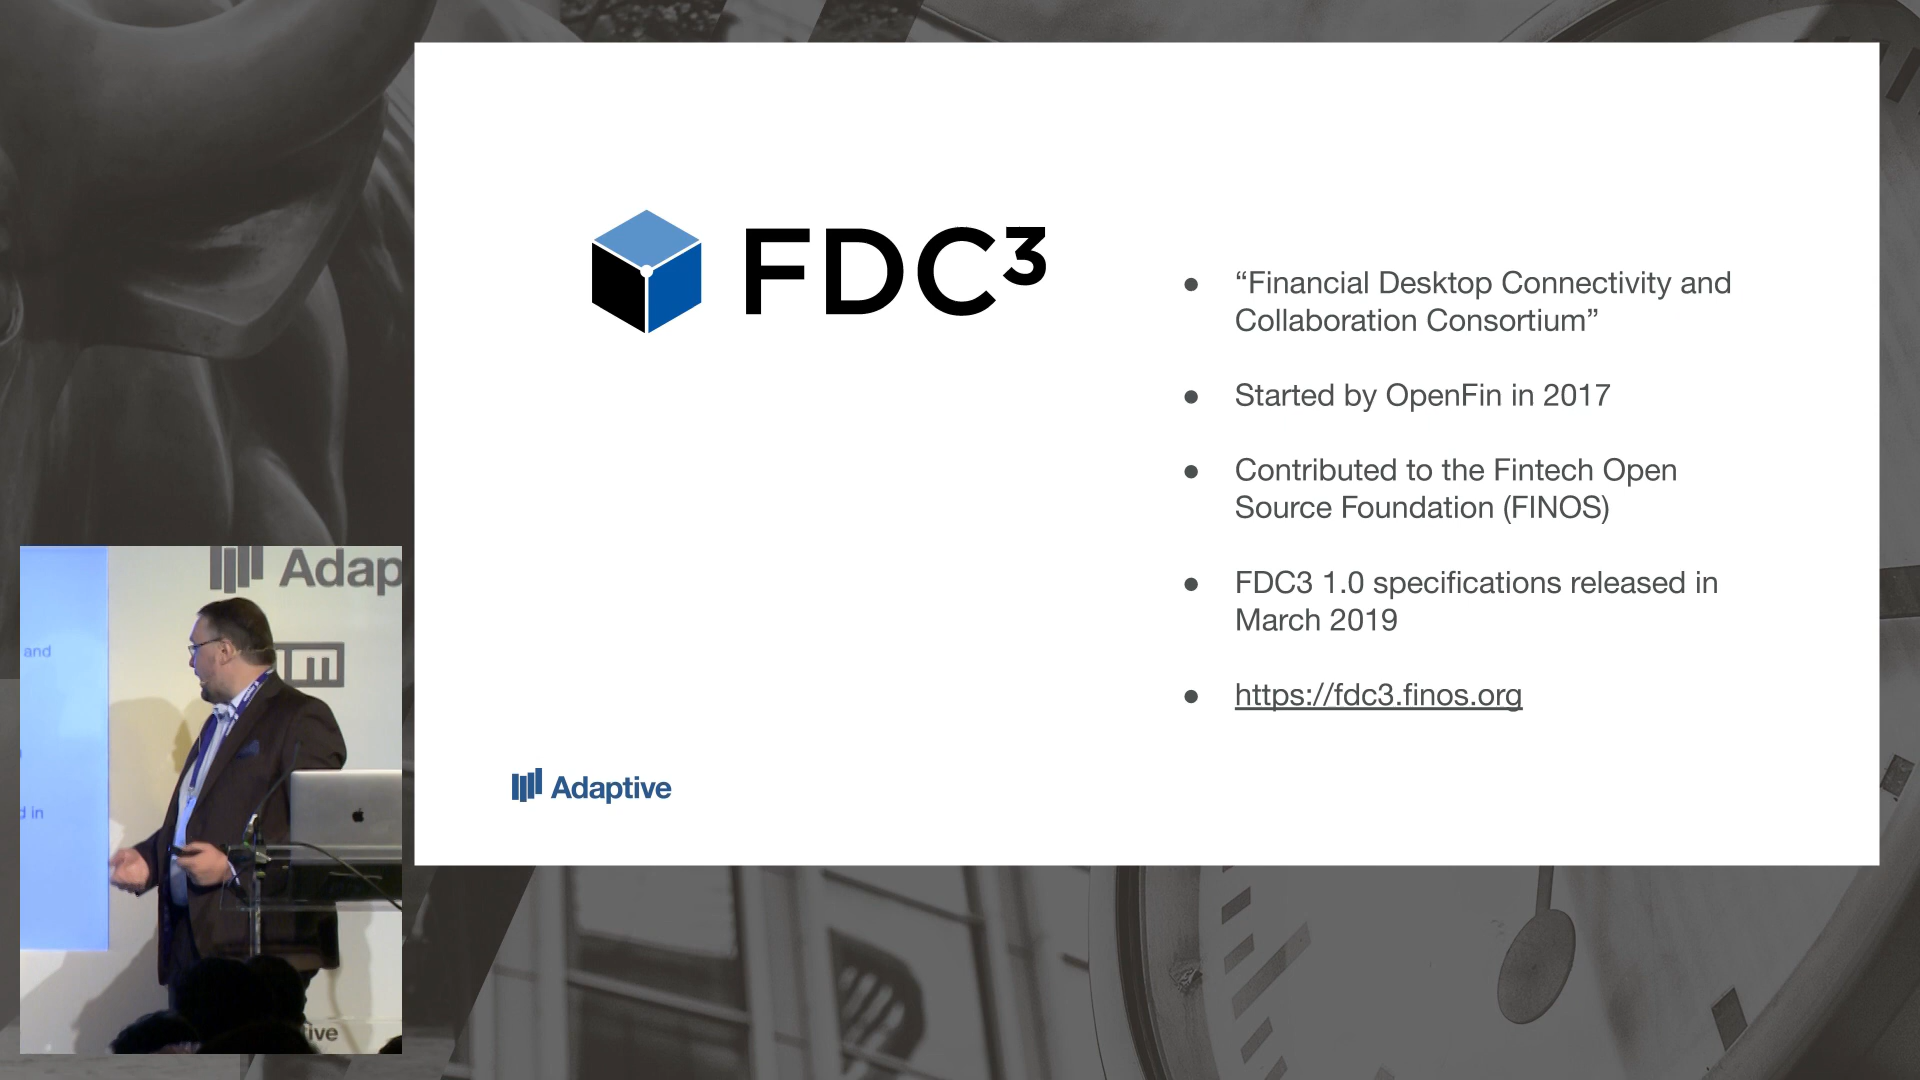 FDC3
“Financial Desktop Connectivity and
Collaboration Consortium”
Started by OpenFin in 2017
Contributed to the Fintech Open
Source Foundation (FINOS)
FDC3 1.0 specifications released in
March 2019
https://fdc3.finos.org
Adaptive
Adap
and
d in
ive